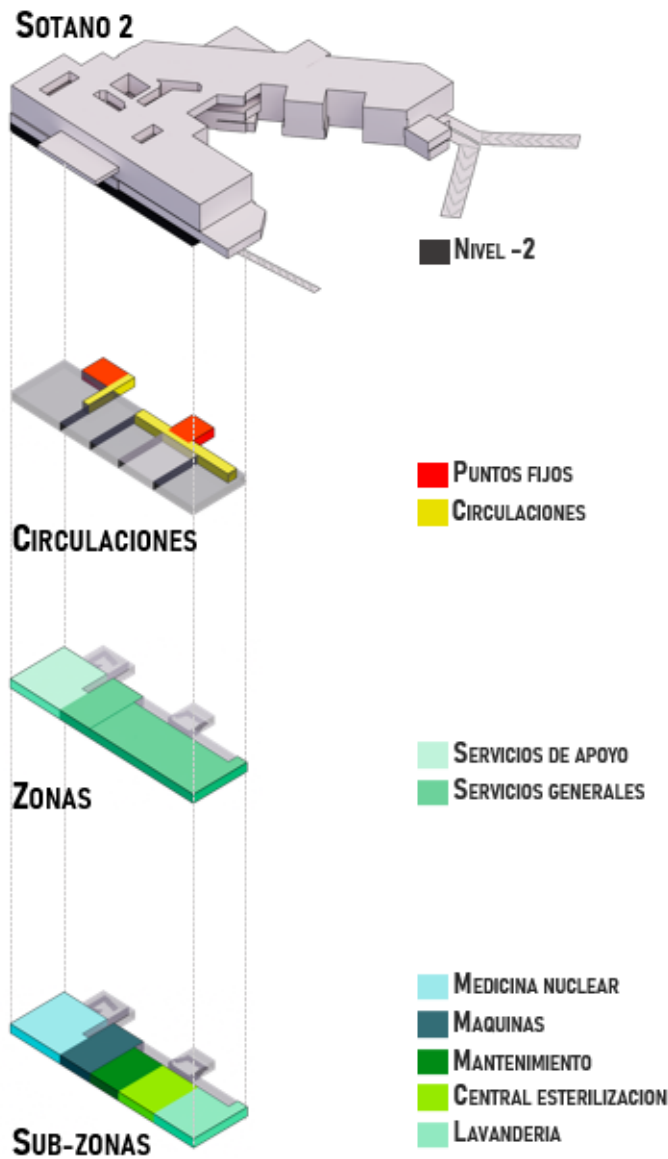 SOTANO 2
NIVEL -2
PUNTOS FIJOS
CIRCULACIONES
CIRCULACIONES
SERVICIOS DE APOYO
SERVICIOS GENERALES
ZONAS
MEDICINA NUCLEAR
MAQUINAS
MANTENIMIENTO
CENTRAL ESTERILIZACION
LAVANDERIA
SUB-ZONAS